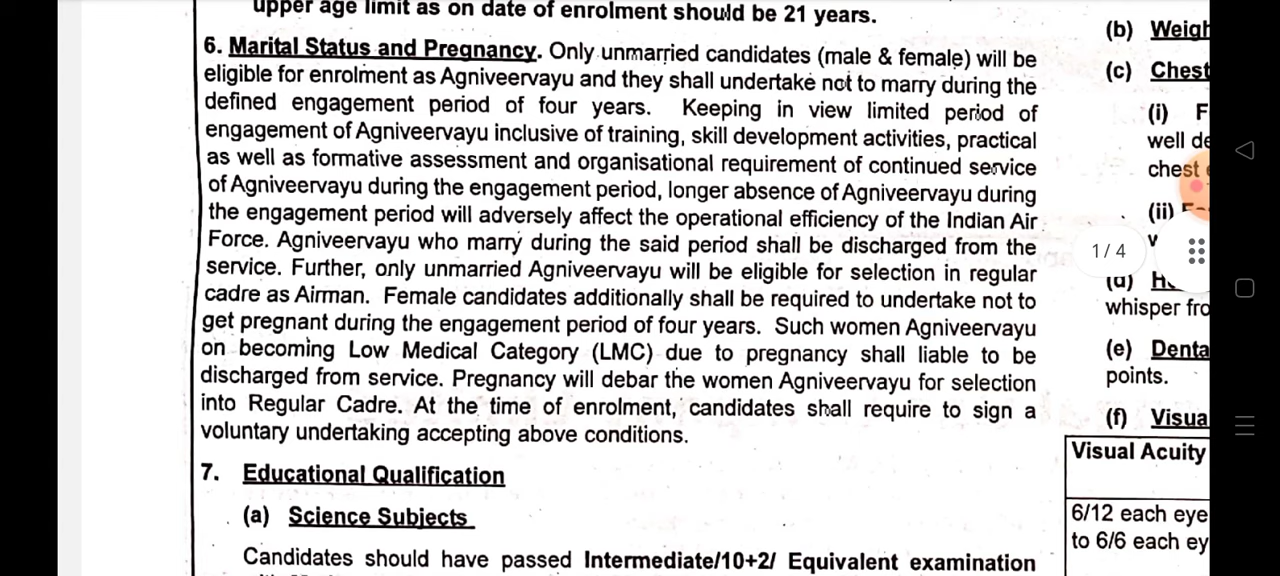 upper age limit as on date of enrolment should be 21 years.
6. Marital Status and Pregnancy. Only unmarried candidates (male & female) will be
eligible for enrolment as Agniveervayu and they shall undertake not to marry during the
defined engagement period of four years. Keeping in view limited period of
engagement of Agniveervayu inclusive of training, skill development activities, practical
as well as formative assessment and organisational requirement of continued service
of Agniveervayu during the engagement period, longer absence of Agniveervayu during
the engagement period will adversely affect the operational efficiency of the Indian Air
Force. Agniveervayu who marry during the said period shall be discharged from the
service. Further, only unmarried Agniveervayu will be eligible for selection in regular
cadre as Airman. Female candidates additionally shall be required to undertake not to
get pregnant during the engagement period of four years. Such women Agniveervayu
on becoming Low Medical Category (LMC) due to pregnancy shall liable to be
discharged from service. Pregnancy will debar the women Agniveervayu for selection
into Regular Cadre. At the time of enrolment, candidates shall require to sign a
voluntary undertaking accepting above conditions.
7. Educational Qualification
(a) Science Subjects
Candidates should have passed Intermediate/10+2/ Equivalent examination
(b) Weigh
(c) Chest
(i) F
well de
chest
(ii)
1/4
whisper fro
(e) Denta
points.
(f) Visua
Visual Acuity
6/12 each eye
to 6/6 each ey